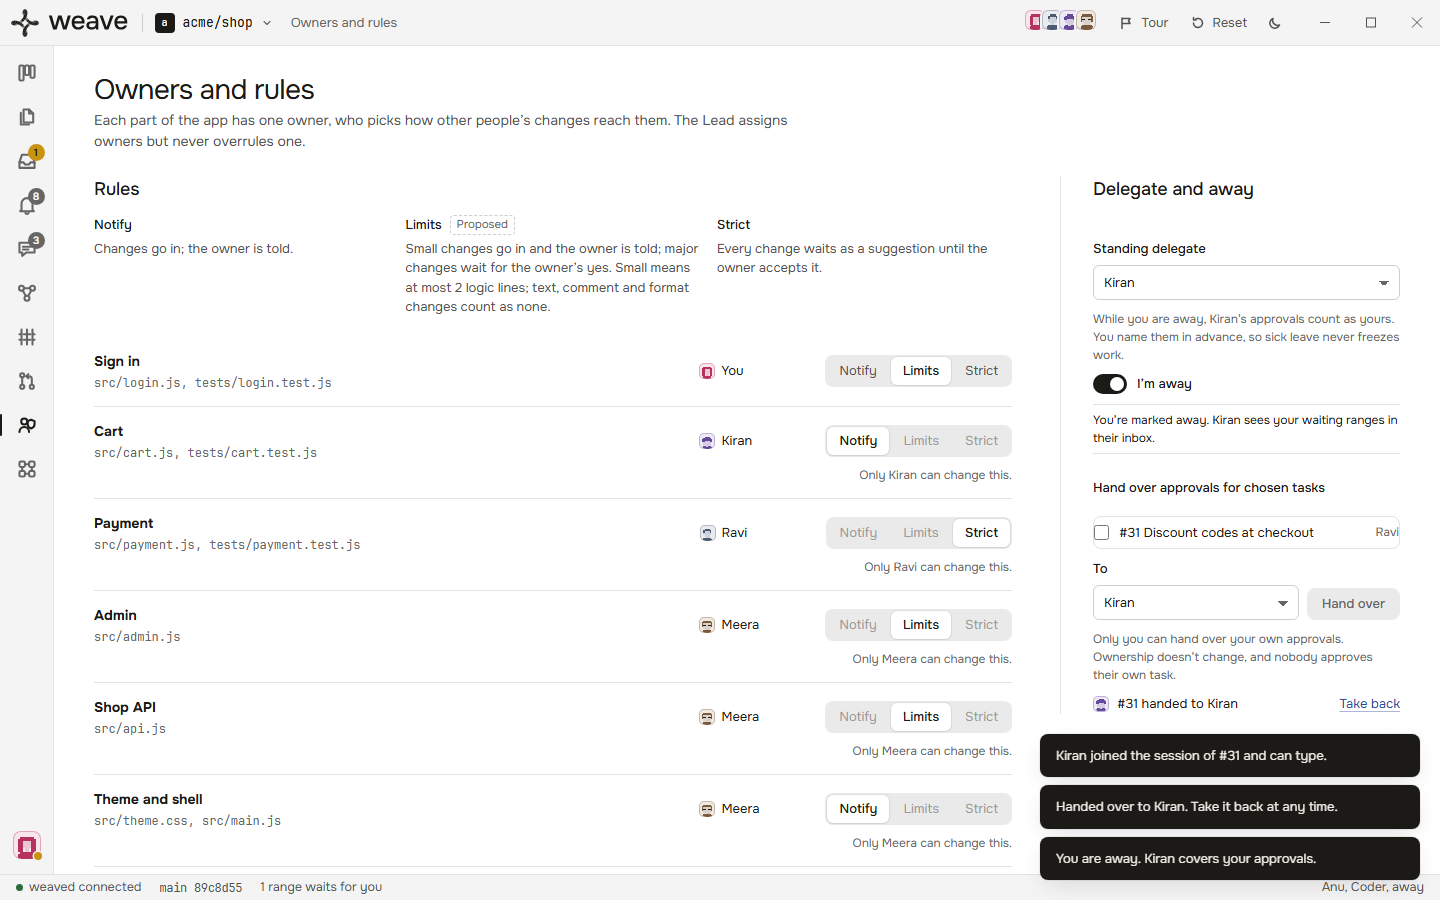 weave
a acme/shop
Owners and rules
Tour
Reset
Owners and rules
Each part of the app has one owner, who picks how other people's changes reach them. The Lead assigns
owners but never overrules one.
1
8
3
Rules
Notify
Changes go in; the owner is told.
Limits Proposed
Small changes go in and the owner is told; major
changes wait for the owner's yes. Small means
at most 2 logic lines; text, comment and format
changes count as none.
Strict
Every change waits as a suggestion until the
owner accepts it.
Sign in
src/login.js, tests/login.test.js
You
Notify Limits Strict
Cart
src/cart.js, tests/cart.test.js
Kiran
Notify Limits Strict
Only Kiran can change this.
Payment
src/payment.js, tests/payment.test.js
Ravi
Notify Limits Strict
Only Ravi can change this.
Admin
src/admin.js
Meera
Notify Limits Strict
Only Meera can change this.
Shop API
src/api.js
Meera
Notify Limits Strict
Only Meera can change this.
Theme and shell
src/theme.css, src/main.js
Meera
Notify Limits Strict
Only Meera can change this.
Delegate and away
Standing delegate
Kiran
While you are away, Kiran's approvals count as yours.
You name them in advance, so sick leave never freezes
work.
I'm away
You're marked away. Kiran sees your waiting ranges in
their inbox.
Hand over approvals for chosen tasks
#31 Discount codes at checkout Ravi
To
Kiran
Hand over
Only you can hand over your own approvals.
Ownership doesn't change, and nobody approves
their own task.
#31 handed to Kiran
Take back
Kiran joined the session of #31 and can type.
Handed over to Kiran. Take it back at any time.
You are away. Kiran covers your approvals.
weaved connected
main 89c8d55
1 range waits for you
Anu, Coder, away